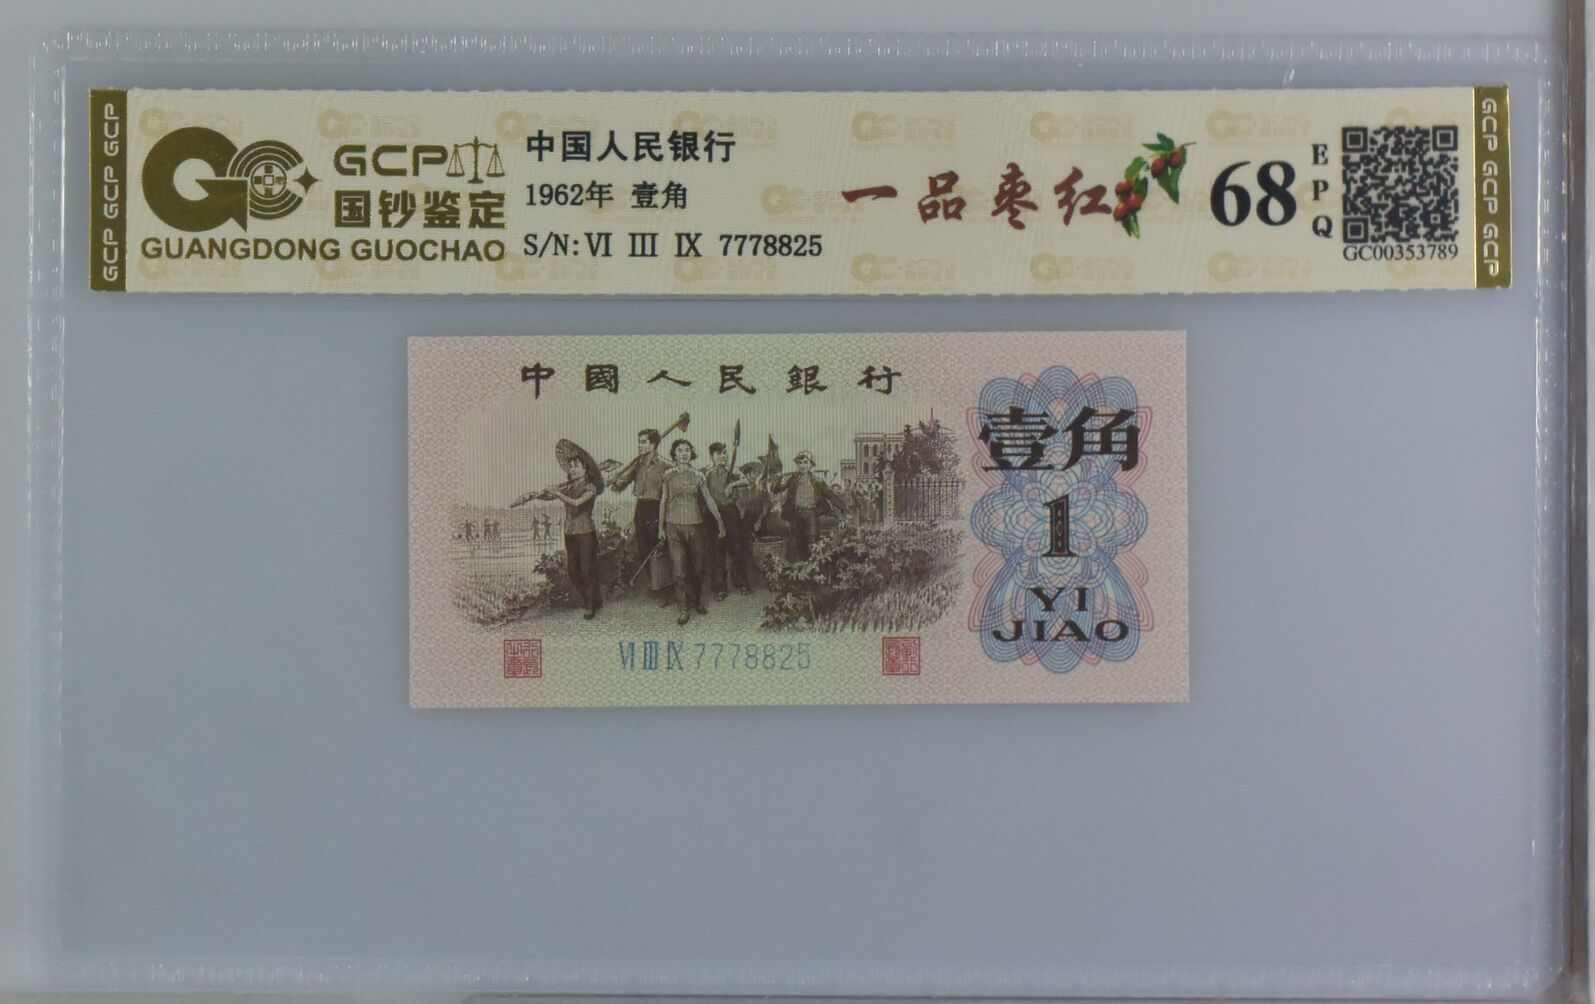 GCP GCP GCP
GCP
国钞鉴定
GUANGDONG GUOCHAO
中国人民银行
1962年 壹角
S/N: Ⅵ Ⅲ Ⅸ 7778825
一品枣红
68
EPQ
GC00353789
GCP GCP GCP
中國人民銀行
壹角
1
YI
JIAO
Ⅵ Ⅲ Ⅸ 7778825